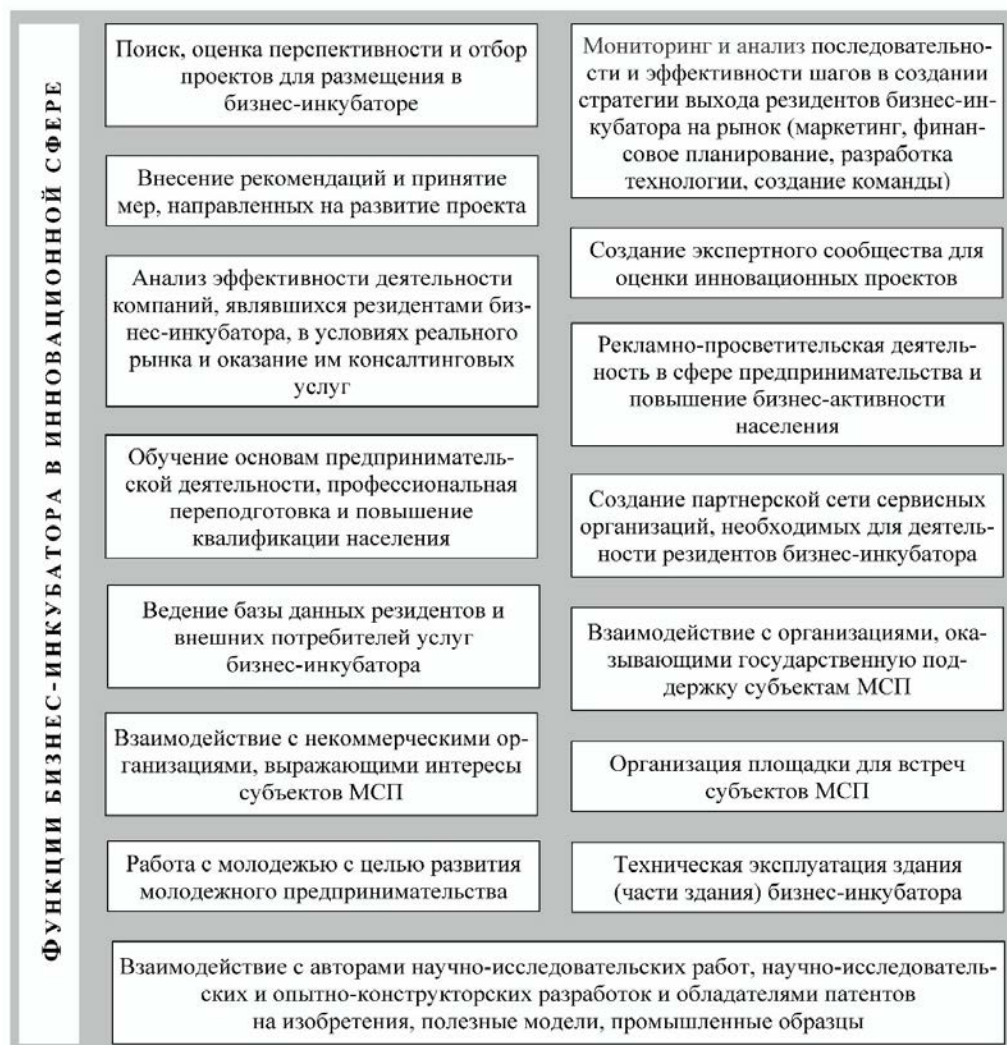 ФУНКЦИИ БИЗНЕС-ИНКУБАТОРА В ИННОВАЦИОННОЙ СФЕРЕ
Поиск, оценка перспективности и отбор
проектов для размещения в
бизнес-инкубаторе
Внесение рекомендаций и принятие
мер, направленных на развитие проекта
Анализ эффективности деятельности
компаний, являвшихся резидентами биз-
нес-инкубатора, в условиях реального
рынка и оказание им консалтинговых
услуг
Обучение основам предприниматель-
ской деятельности, профессиональная
переподготовка и повышение
квалификации населения
Ведение базы данных резидентов и
внешних потребителей услуг
бизнес-инкубатора
Взаимодействие с некоммерческими ор-
ганизациями, выражающими интересы
субъектов МСП
Работа с молодежью с целью развития
молодежного предпринимательства
Мониторинг и анализ последовательно-
сти и эффективности шагов в создании
стратегии выхода резидентов бизнес-ин-
кубатора на рынок (маркетинг, финан-
совое планирование, разработка
технологии, создание команды)
Создание экспертного сообщества для
оценки инновационных проектов
Рекламно-просветительская деятель-
ность в сфере предпринимательства и
повышение бизнес-активности
населения
Создание партнерской сети сервисных
организаций, необходимых для деятель-
ности резидентов бизнес-инкубатора
Взаимодействие с организациями, ока-
зывающими государственную под-
держку субъектам МСП
Организация площадки для встреч
субъектов МСП
Техническая эксплуатация здания
(части здания) бизнес-инкубатора
Взаимодействие с авторами научно-исследовательских работ, научно-исследователь-
ских и опытно-конструкторских разработок и обладателями патентов
на изобретения, полезные модели, промышленные образцы